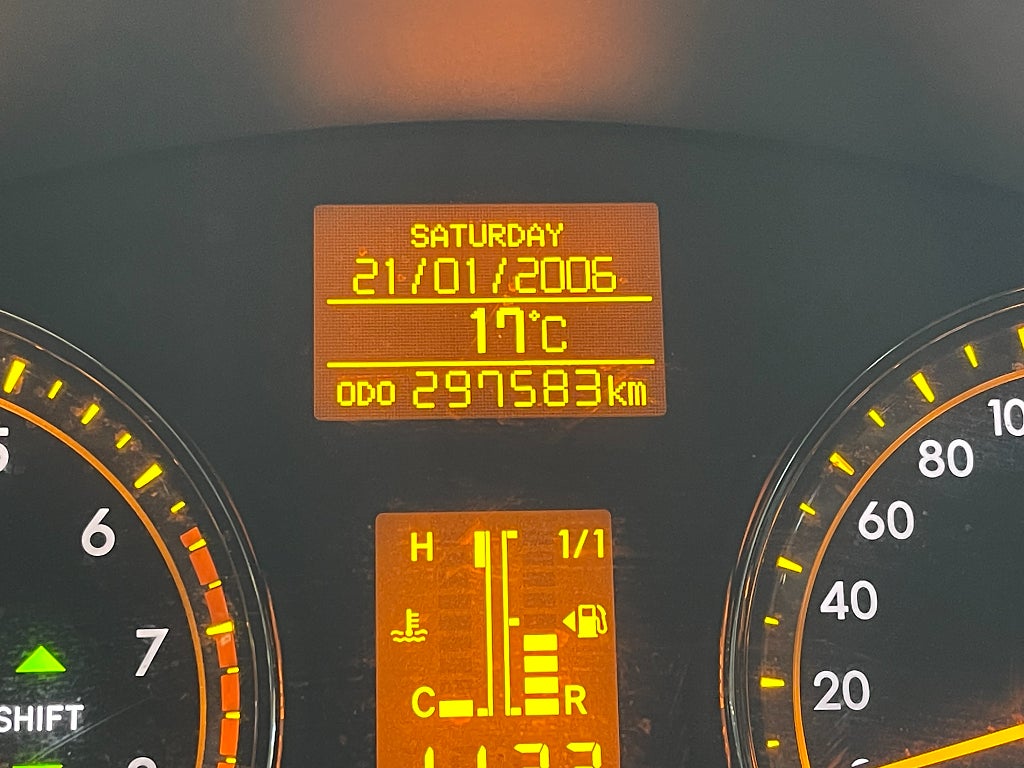 SATURDAY
21/01/2006
17°C
ODO 297583km
H 1/1
C R
6
7
SHIFT
100
80
60
40
20